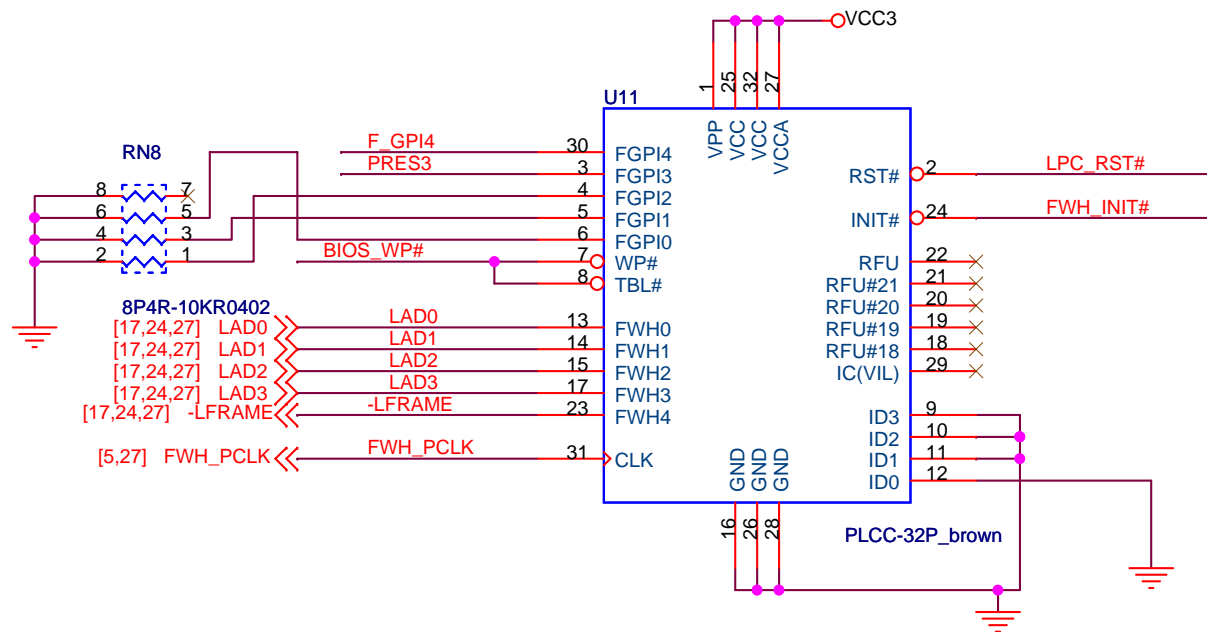 VCC3
1 25 32 27
U11
VPP VCC VCC VCCA
RN8
F_GPI4 30 FGPI4
PRES3 3 FGPI3
RST# 2 LPC_RST#
8 7 4 FGPI2
6 5 5 FGPI1
INIT# 24 FWH_INIT#
4 3 6 FGPI0
2 1 BIOS_WP# 7 WP#
RFU 22
8 TBL#
RFU#21 21
8P4R-10KR0402
RFU#20 20
[17,24,27] LAD0 LAD0 13 FWH0
RFU#19 19
[17,24,27] LAD1 LAD1 14 FWH1
RFU#18 18
[17,24,27] LAD2 LAD2 15 FWH2
IC(VIL) 29
[17,24,27] LAD3 LAD3 17 FWH3
[17,24,27] -LFRAME -LFRAME 23 FWH4
ID3 9
ID2 10
[5,27] FWH_PCLK FWH_PCLK 31 CLK
ID1 11
ID0 12
GND GND GND
16 26 28
PLCC-32P_brown